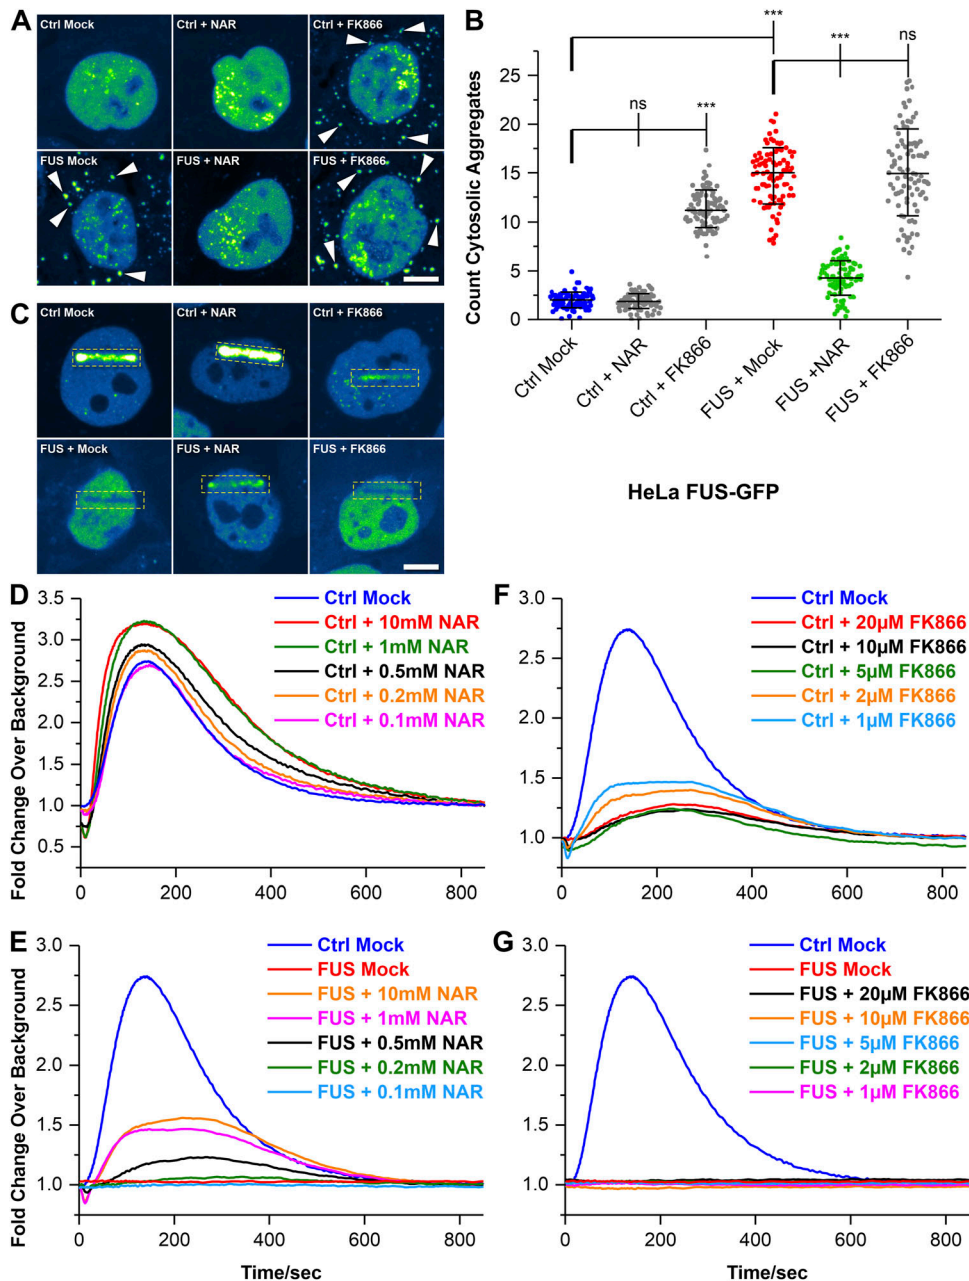 A
Ctrl Mock
Ctrl + NAR
Ctrl + FK866
FUS Mock
FUS + NAR
FUS + FK866
B
Count Cytosolic Aggregates
25
20
15
10
5
0
ns
***
***
***
ns
Ctrl Mock
Ctrl + NAR
Ctrl + FK866
FUS + Mock
FUS +NAR
FUS + FK866
C
Ctrl Mock
Ctrl + NAR
Ctrl + FK866
FUS + Mock
FUS + NAR
FUS + FK866
HeLa FUS-GFP
D
Fold Change Over Background
3.5
3.0
2.5
2.0
1.5
1.0
0.5
0
200
400
600
800
Ctrl Mock
Ctrl + 10mM NAR
Ctrl + 1mM NAR
Ctrl + 0.5mM NAR
Ctrl + 0.2mM NAR
Ctrl + 0.1mM NAR
F
3.0
2.5
2.0
1.5
1.0
0
200
400
600
800
Ctrl Mock
Ctrl + 20µM FK866
Ctrl + 10µM FK866
Ctrl + 5µM FK866
Ctrl + 2µM FK866
Ctrl + 1µM FK866
E
Fold Change Over Background
3.0
2.5
2.0
1.5
1.0
0
200
400
600
800
Time/sec
Ctrl Mock
FUS Mock
FUS + 10mM NAR
FUS + 1mM NAR
FUS + 0.5mM NAR
FUS + 0.2mM NAR
FUS + 0.1mM NAR
G
3.0
2.5
2.0
1.5
1.0
0
200
400
600
800
Time/sec
Ctrl Mock
FUS Mock
FUS + 20µM FK866
FUS + 10µM FK866
FUS + 5µM FK866
FUS + 2µM FK866
FUS + 1µM FK866